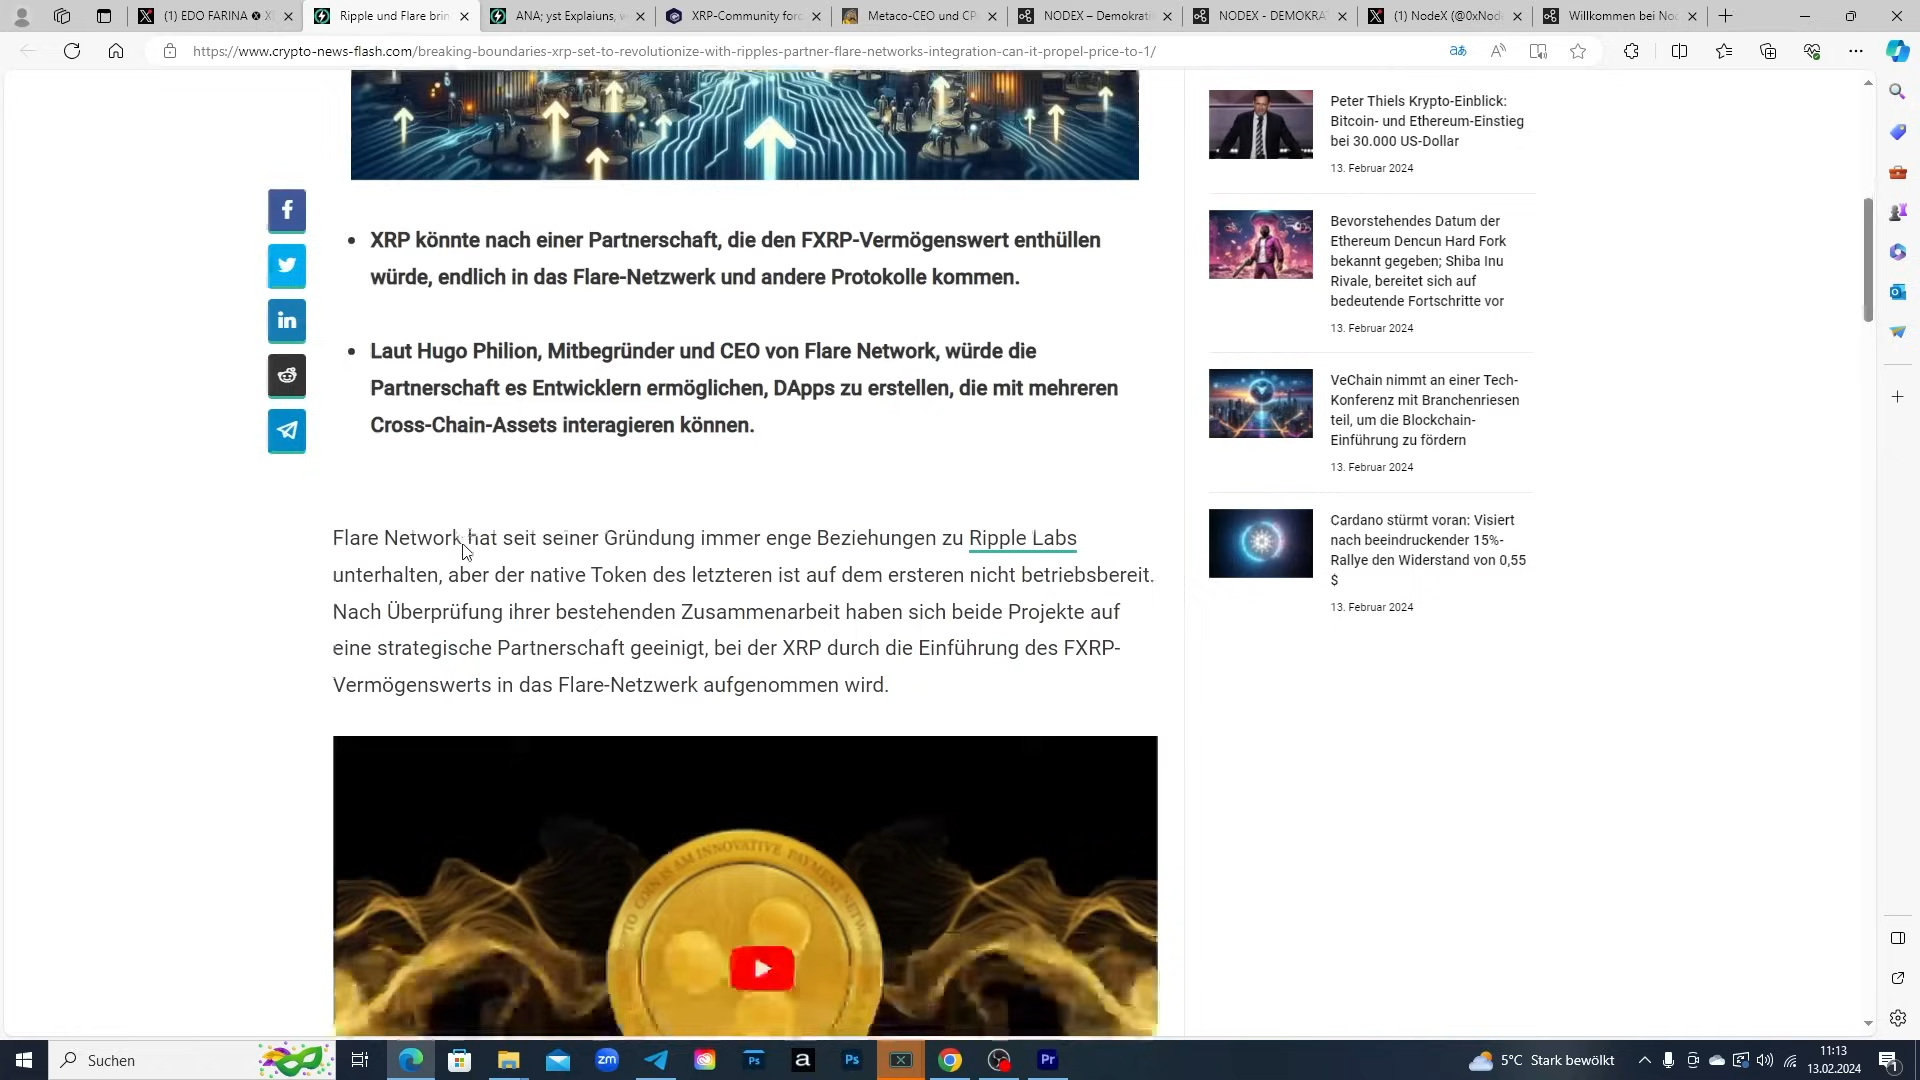 (1) EDO FARINA
Ripple und Flare brin
ANA; yst Explaiuns, w
XRP-Community forc
Metaco-CEO und CP
NODEX – Demokrati
NODEX - DEMOKRA
(1) NodeX (@0xNod
Willkommen bei No
https://www.crypto-news-flash.com/breaking-boundaries-xrp-set-to-revolutionize-with-ripples-partner-flare-networks-integration-can-it-propel-price-to-1/
XRP könnte nach einer Partnerschaft, die den FXRP-Vermögenswert enthüllen
würde, endlich in das Flare-Netzwerk und andere Protokolle kommen.
Laut Hugo Philion, Mitbegründer und CEO von Flare Network, würde die
Partnerschaft es Entwicklern ermöglichen, DApps zu erstellen, die mit mehreren
Cross-Chain-Assets interagieren können.
Flare Network hat seit seiner Gründung immer enge Beziehungen zu Ripple Labs
unterhalten, aber der native Token des letzteren ist auf dem ersteren nicht betriebsbereit.
Nach Überprüfung ihrer bestehenden Zusammenarbeit haben sich beide Projekte auf
eine strategische Partnerschaft geeinigt, bei der XRP durch die Einführung des FXRP-
Vermögenswerts in das Flare-Netzwerk aufgenommen wird.
Peter Thiels Krypto-Einblick:
Bitcoin- und Ethereum-Einstieg
bei 30.000 US-Dollar
13. Februar 2024
Bevorstehendes Datum der
Ethereum Dencun Hard Fork
bekannt gegeben; Shiba Inu
Rivale, bereitet sich auf
bedeutende Fortschritte vor
13. Februar 2024
VeChain nimmt an einer Tech-
Konferenz mit Branchenriesen
teil, um die Blockchain-
Einführung zu fördern
13. Februar 2024
Cardano stürmt voran: Visiert
nach beeindruckender 15%-
Rallye den Widerstand von 0,55
$
13. Februar 2024
Suchen
5°C Stark bewölkt
11:13
13.02.2024